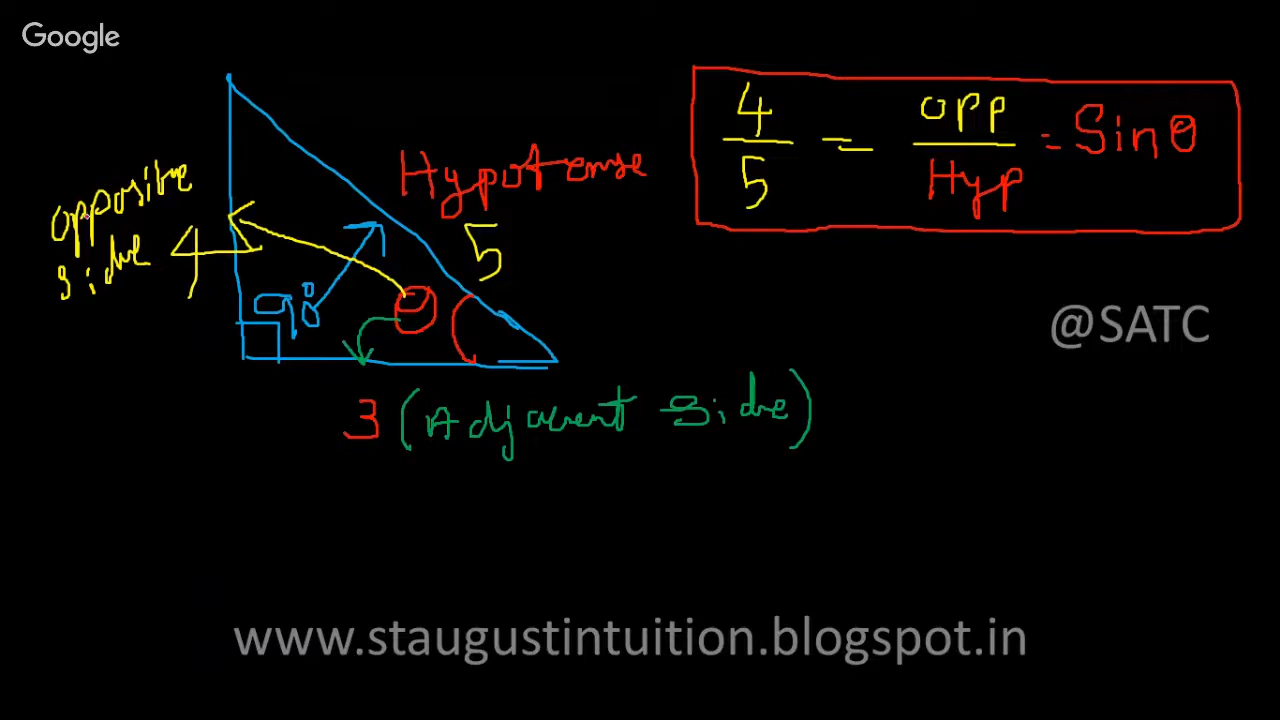 Google
opposite
side 4
90°
θ
Hypotenuse
5
3 (Adjacent side)
4/5 = opp/Hyp = Sinθ
@SATC
www.staugustintuition.blogspot.in